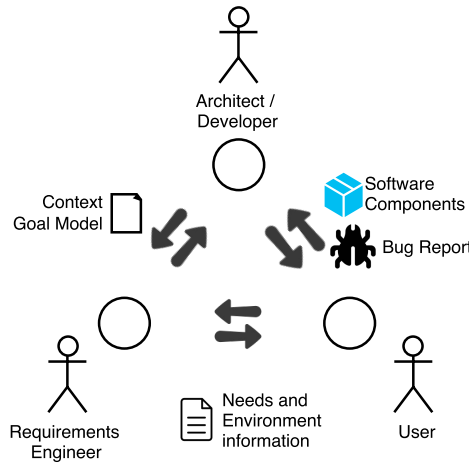 Architect /
Developer
Context
Goal Model
Software
Components
Bug Report
Needs and
Environment
information
Requirements
Engineer
User